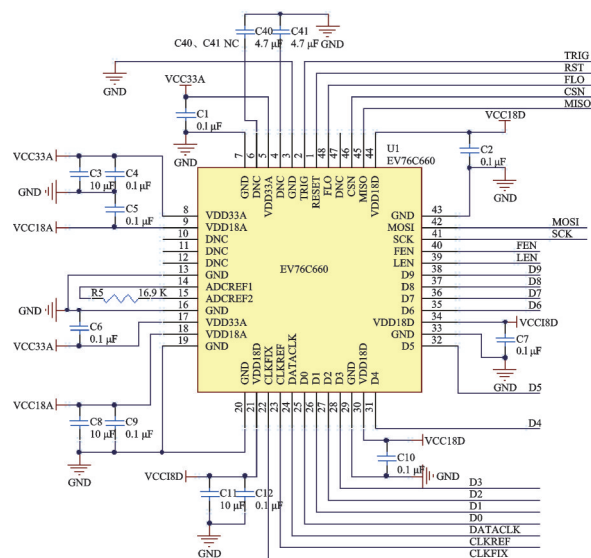 C40 C41
C40、C41 NC 4.7 μF 4.7 μF GND
TRIG
RST
FLO
CSN
MISO
GND
VCC33A
C1
0.1 μF
GND
VCC18D
C2
0.1 μF
GND
7 6 5 4 3 2 1 48 47 46 45 44
U1
EV76C660
GND DNC VDD33A DNC GND TRIG RESET FLO DNC CSN MISO VDD18D
VCC33A
C3 C4
10 μF 0.1 μF
GND
C5
VCC18A 0.1 μF
8 VDD33A
9 VDD18A
10 DNC
11 DNC
12 DNC
13 GND
14 ADCREF1
15 ADCREF2
16 GND
17 VDD33A
18 VDD18A
19 GND
EV76C660
GND 43
MOSI 42 MOSI
SCK 41 SCK
FEN 40 FEN
LEN 39 LEN
D9 38 D9
D8 37 D8
D7 36 D7
D6 35 D6
VDD18D 34 VCCI8D
GND 33
D5 32
C7
0.1 μF
GND
R5 16,9 K
GND
C6
VCC33A 0.1 μF
VCC18A
C8 C9
10 μF 0.1 μF
GND
GND VDD18D CLKFIX CLKREF DATACLK D0 D1 D2 D3 GND VDD18D D4
20 21 22 23 24 25 26 27 28 29 30 31
D5
D4
VCC18D
C10
0.1 μF
GND
VCCI8D
C11 C12
10 μF 0.1 μF
GND
D3
D2
D1
D0
DATACLK
CLKREF
CLKFIX